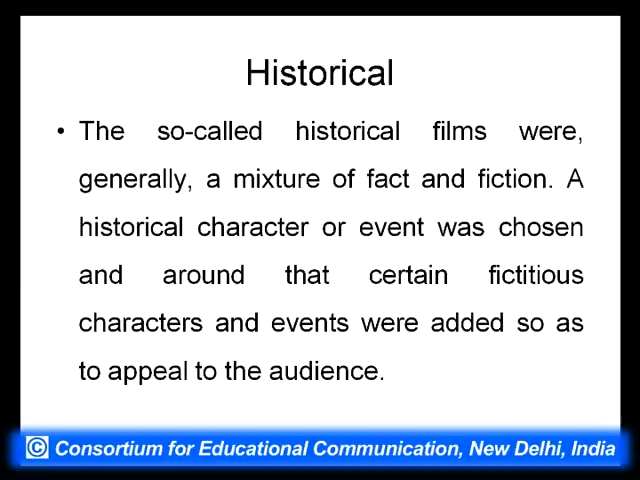 Historical
• The so-called historical films were,
generally, a mixture of fact and fiction. A
historical character or event was chosen
and around that certain fictitious
characters and events were added so as
to appeal to the audience.
© Consortium for Educational Communication, New Delhi, India